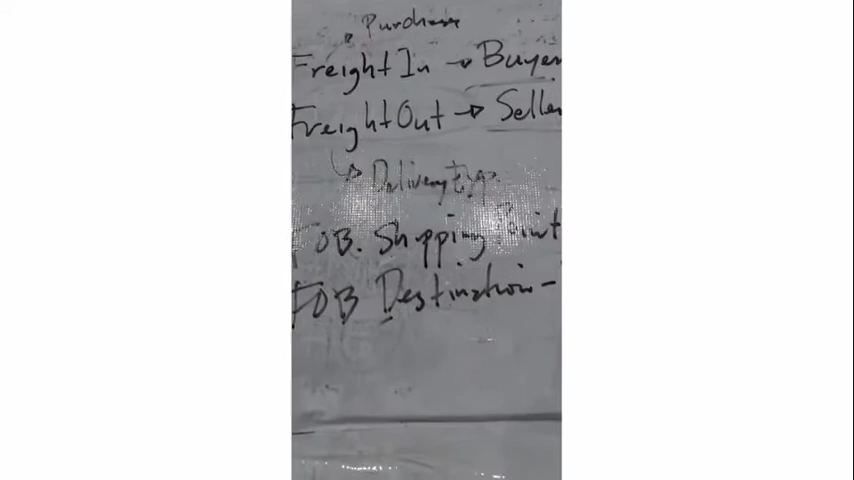 Purchase
Freight In → Buyer
Freight Out → Seller
Delivery Exp.
FOB. Shipping Point
FOB Destination -